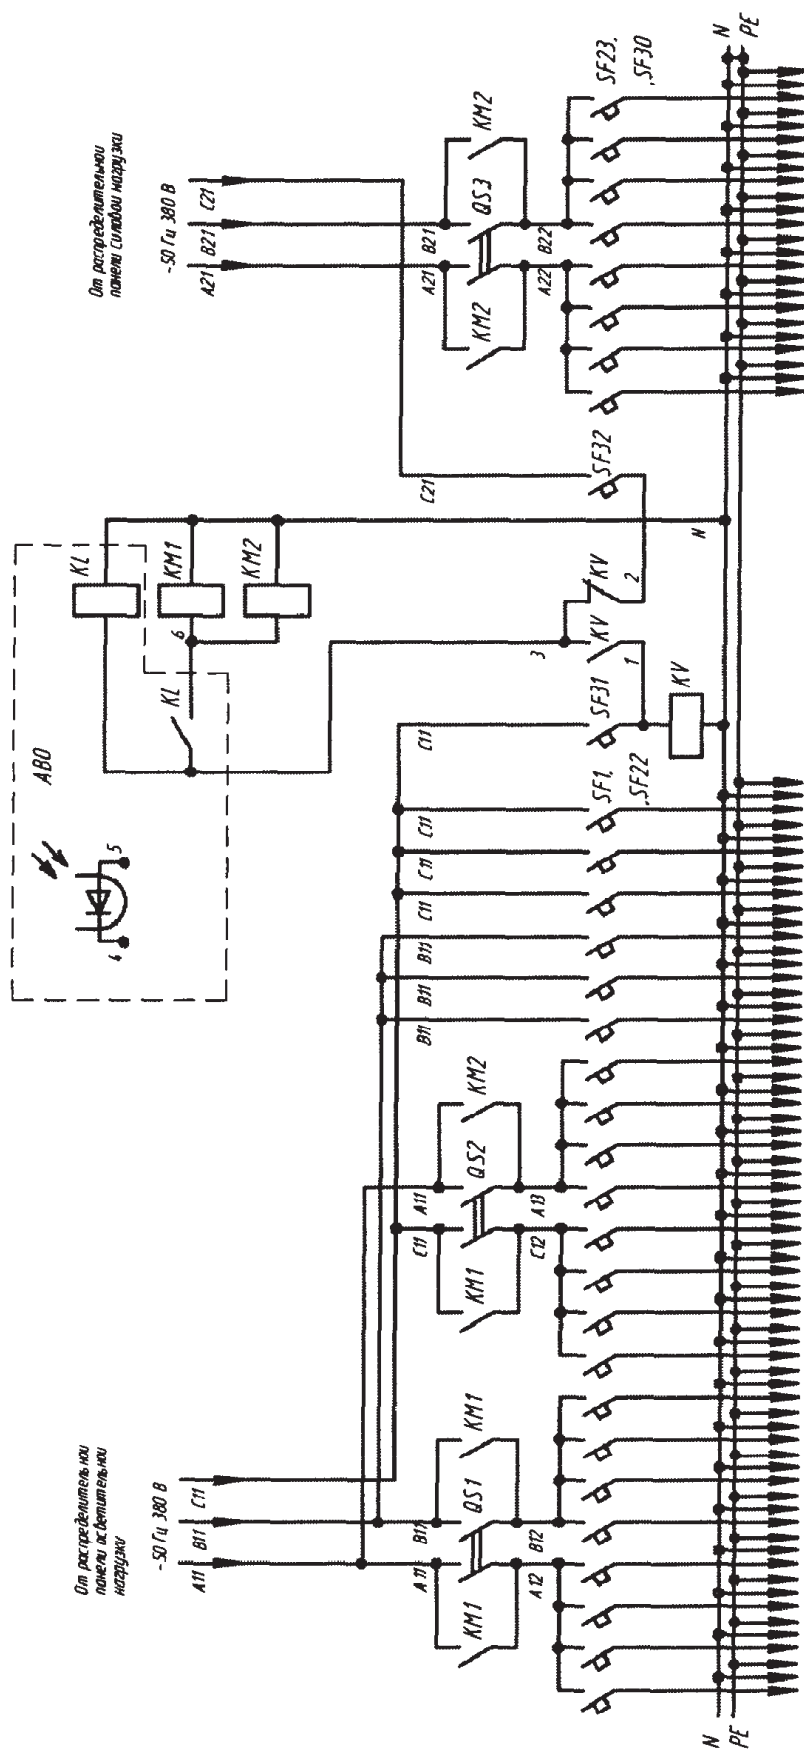 От распределительной
панели осветительной
нагрузки
~50 Гц 380 В
A11 B11 C11
От распределительной
панели силовой нагрузки
~50 Гц 380 В
A21 B21 C21
АВО
4
5
KL
KL
KM1
KM2
6
A11
B11
KM1
QS1
KM1
A12
B12
C11
A11
KM1
QS2
KM2
C12
A13
B11
B11
B11
C11
C11
C11
C11
SF1,
,SF22
SF31
KV
KV
KV
1
2
3
C21
SF32
N
A21
B21
KM2
QS3
KM2
A22
B22
SF23,
,SF30
N
PE
N
PE